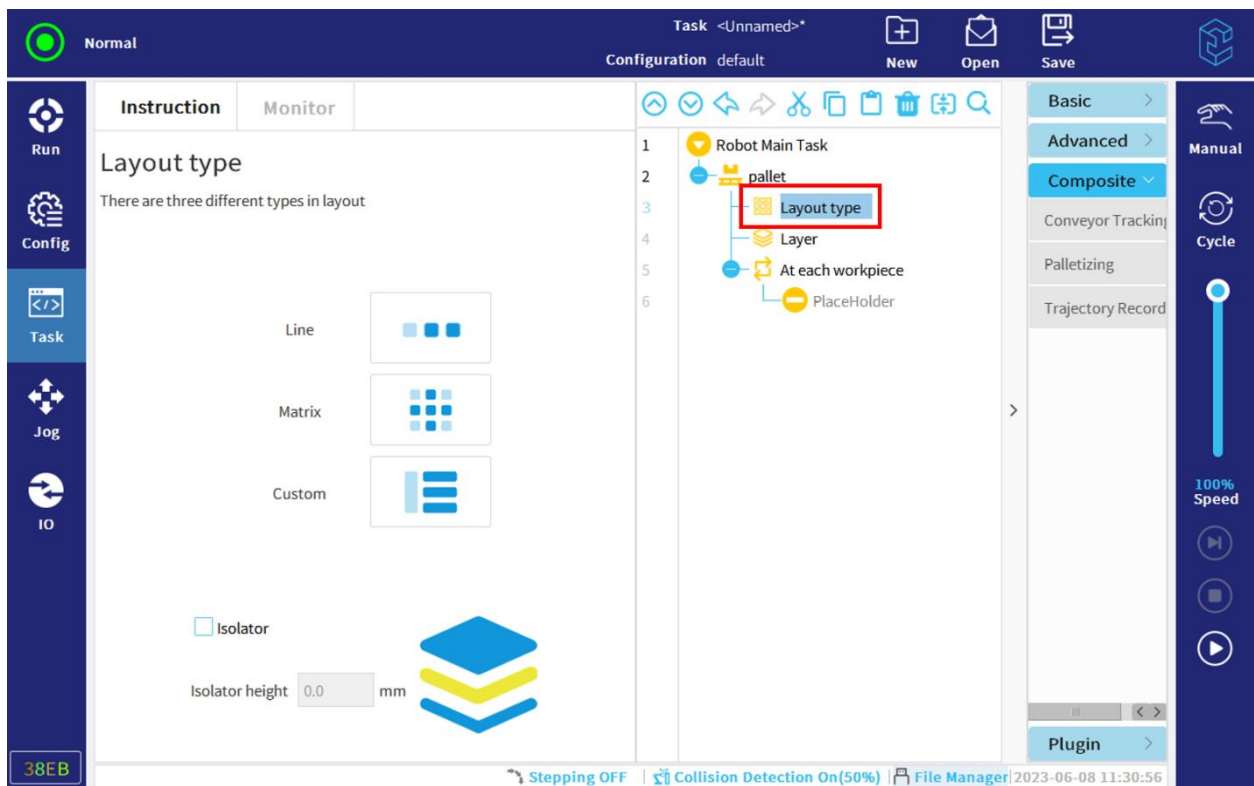 Normal
Task <Unnamed>*
Configuration default
New
Open
Save
Run
Config
Task
Jog
IO
38EB
Instruction
Monitor
Layout type
There are three different types in layout
Line
Matrix
Custom
Isolator
Isolator height 0.0 mm
1 Robot Main Task
2 pallet
3 Layout type
4 Layer
5 At each workpiece
6 PlaceHolder
Basic
Advanced
Composite
Conveyor Tracking
Palletizing
Trajectory Record
Plugin
Manual
Cycle
100%
Speed
Stepping OFF
Collision Detection On(50%)
File Manager
2023-06-08 11:30:56